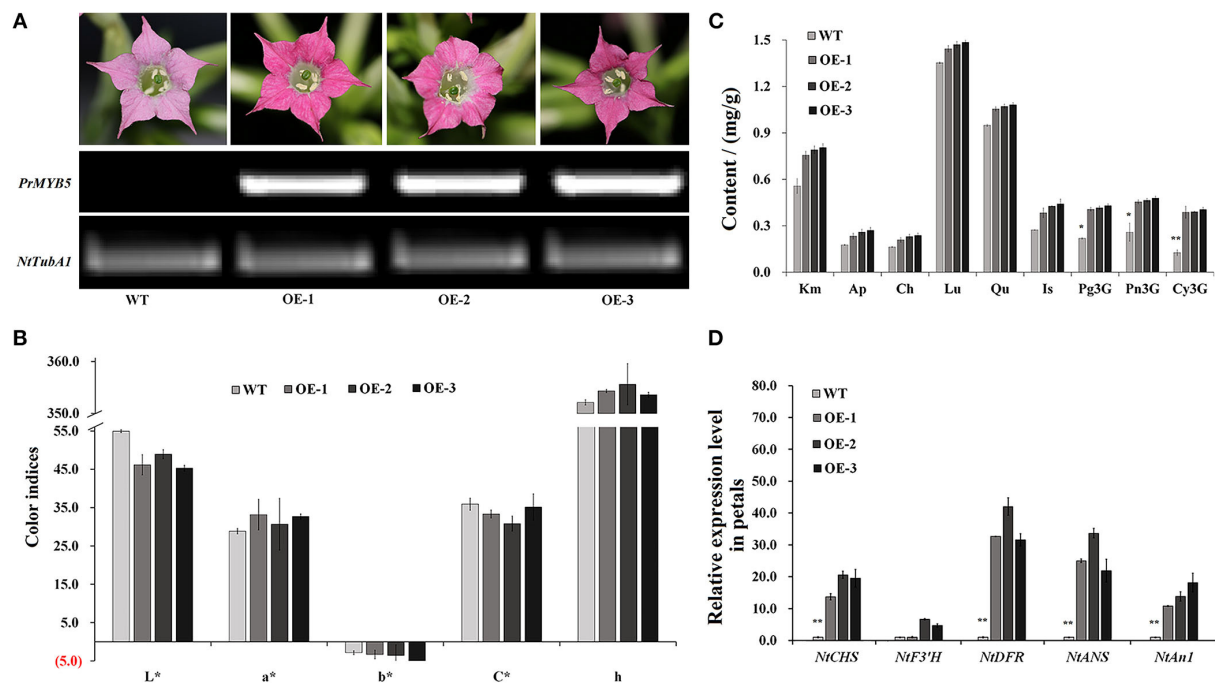 A
PrMYB5
NtTubA1
WT OE-1 OE-2 OE-3
B
360.0
350.0
55.0
45.0
35.0
25.0
15.0
5.0
(5.0)
Color indices
WT OE-1 OE-2 OE-3
L* a* b* C* h
C
1.5
1.2
0.9
0.6
0.3
0.0
Content / (mg/g)
WT
OE-1
OE-2
OE-3
* * **
Km Ap Ch Lu Qu Is Pg3G Pn3G Cy3G
D
80.0
70.0
60.0
50.0
40.0
30.0
20.0
10.0
0.0
Relative expression level
in petals
WT
OE-1
OE-2
OE-3
** ** ** **
NtCHS NtF3'H NtDFR NtANS NtAn1